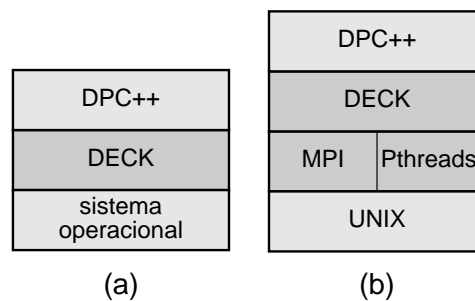 DPC++
DECK
sistema
operacional
(a)
DPC++
DECK
MPI Pthreads
UNIX
(b)